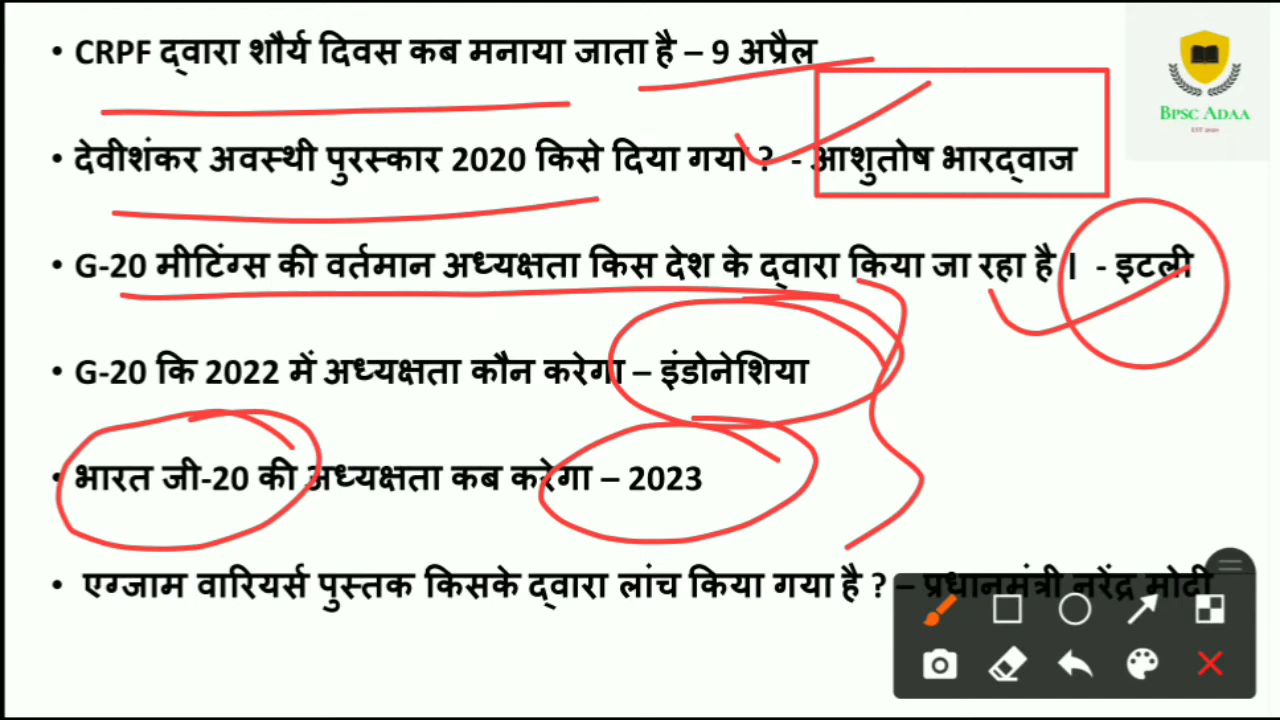 • CRPF द्वारा शौर्य दिवस कब मनाया जाता है – 9 अप्रैल
BPSC ADAA
• देवीशंकर अवस्थी पुरस्कार 2020 किसे दिया गया ? - आशुतोष भारद्वाज
• G-20 मीटिंग्स की वर्तमान अध्यक्षता किस देश के द्वारा किया जा रहा है । - इटली
• G-20 कि 2022 में अध्यक्षता कौन करेगा – इंडोनेशिया
• भारत जी-20 की अध्यक्षता कब करेगा – 2023
• एग्जाम वारियर्स पुस्तक किसके द्वारा लांच किया गया है ? – प्रधानमंत्री नरेंद्र मोदी